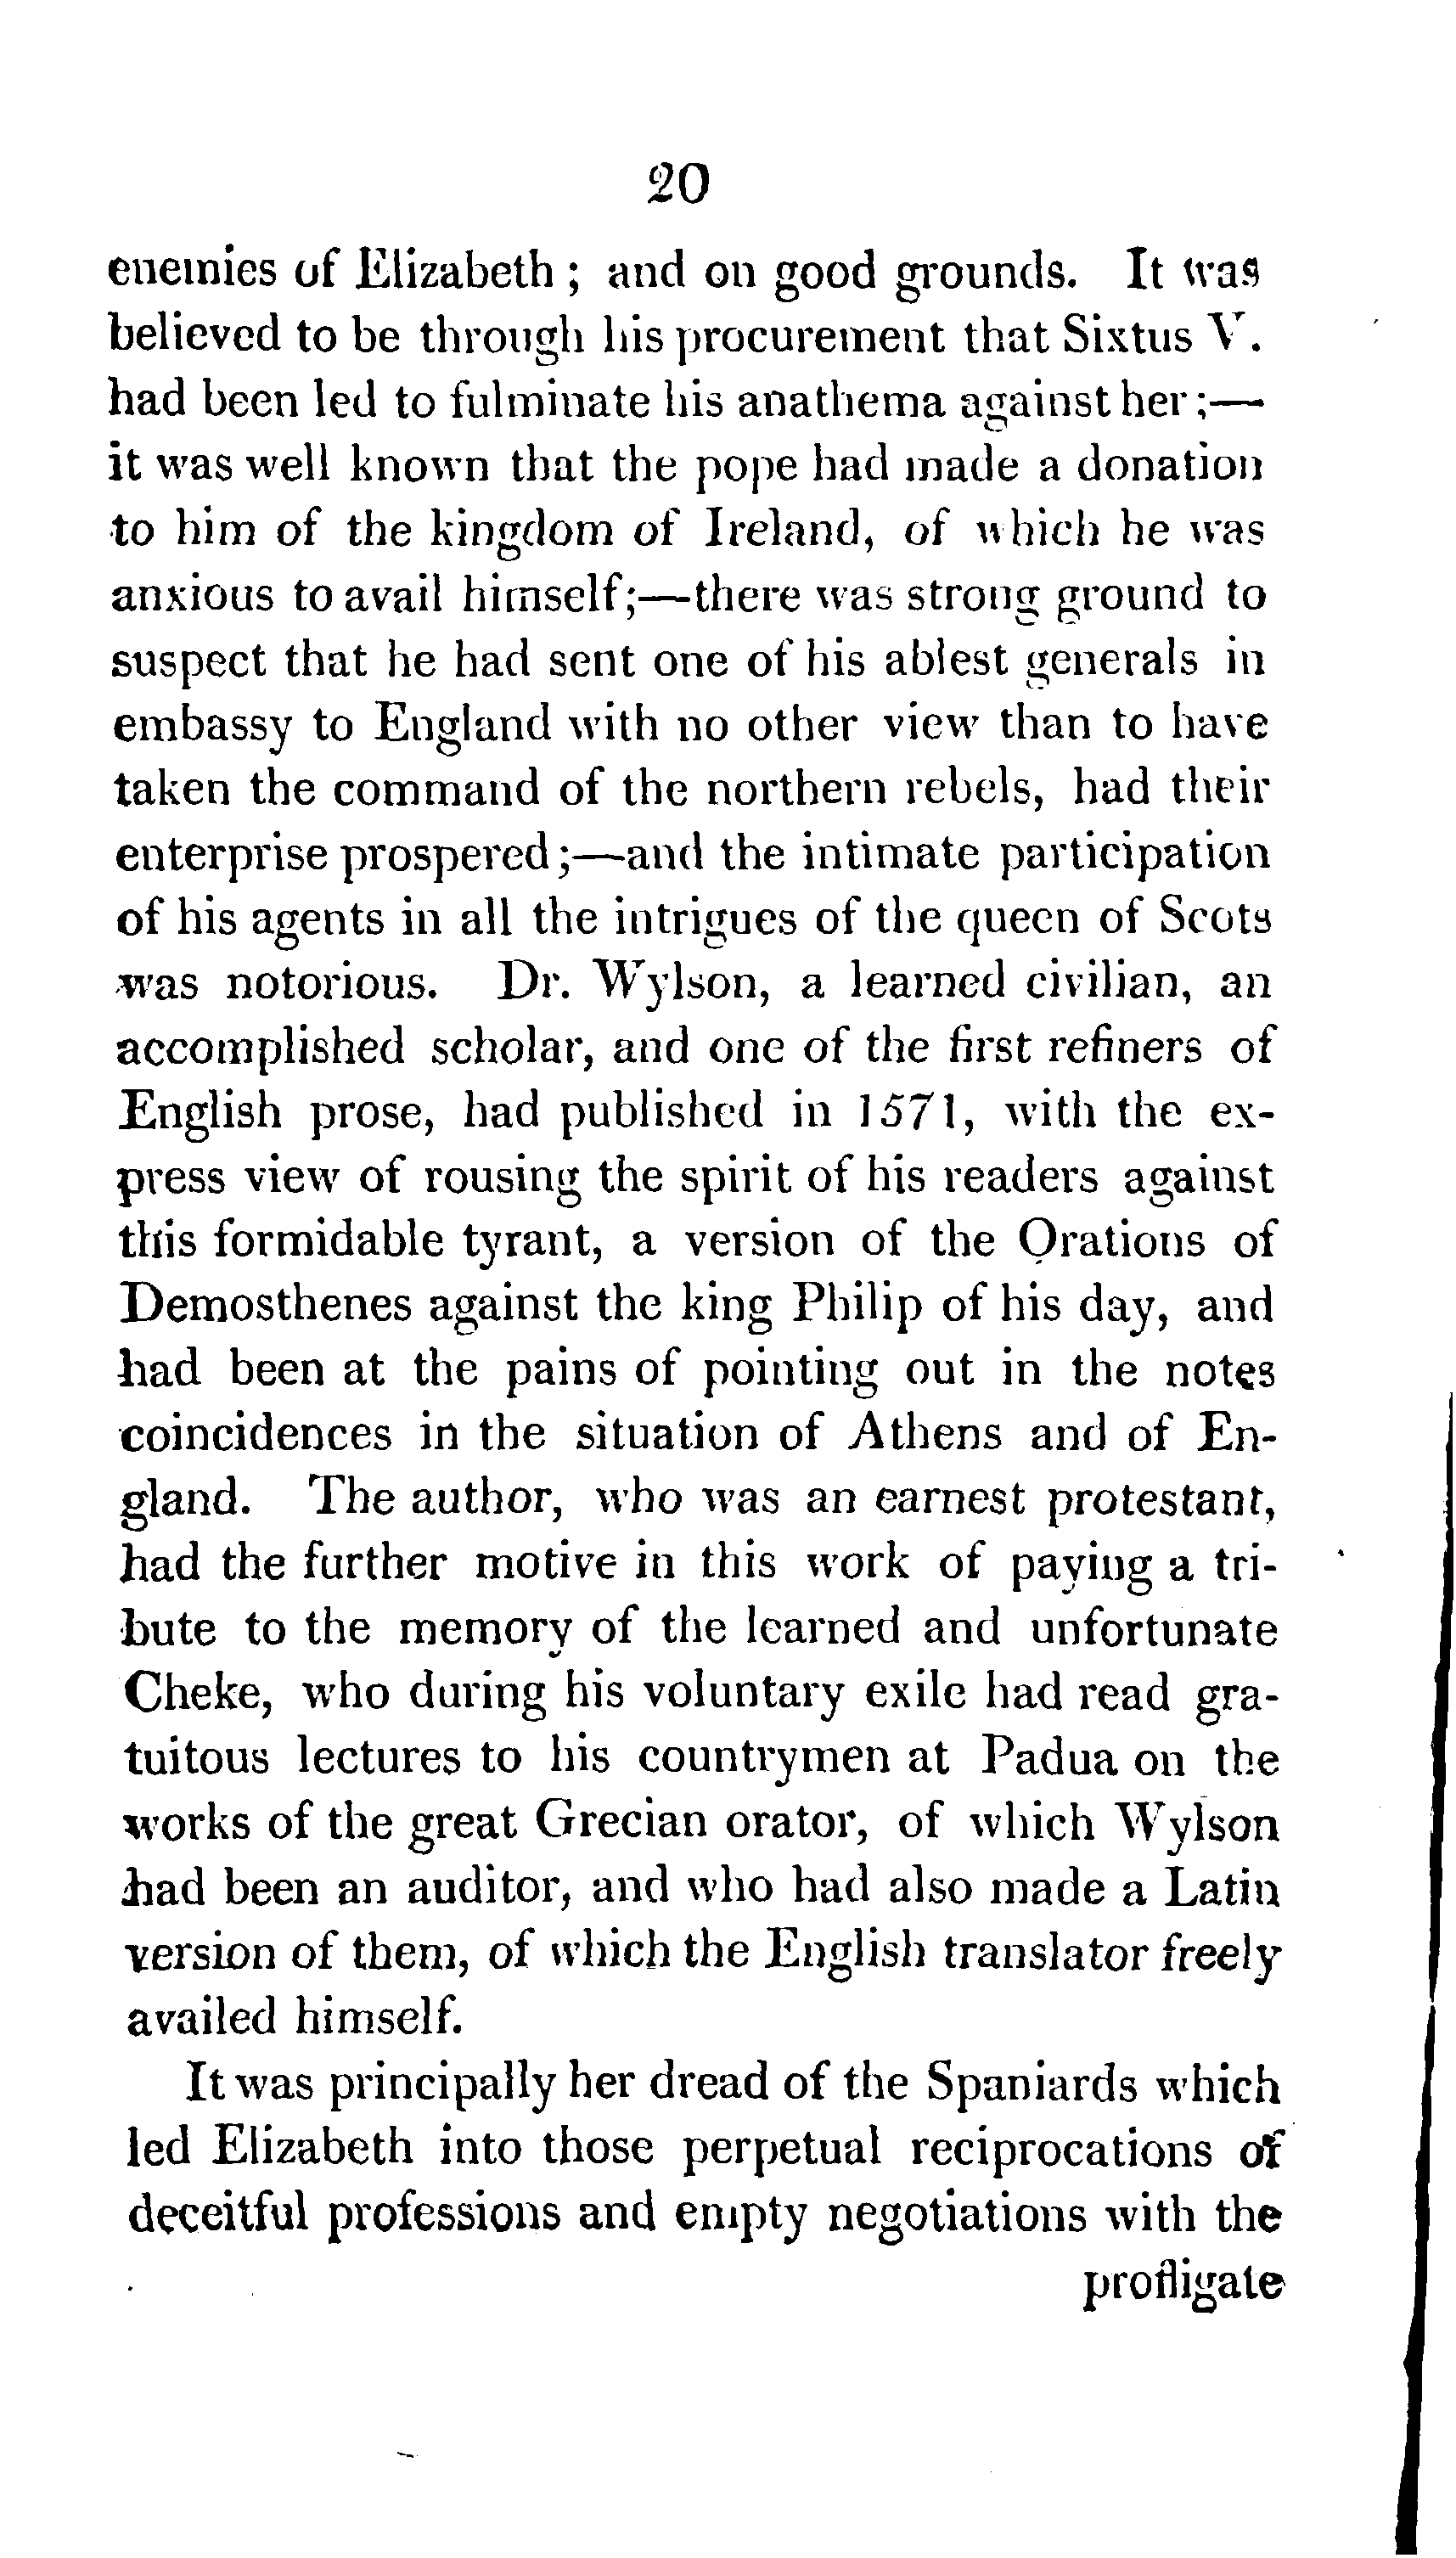 20
enemies of Elizabeth ; and on good grounds. It was
believed to be through his procurement that Sixtus V.
had been led to fulminate his anathema against her ;—
it was well known that the pope had made a donation
to him of the kingdom of Ireland, of which he was
anxious to avail himself;—there was strong ground to
suspect that he had sent one of his ablest generals in
embassy to England with no other view than to have
taken the command of the northern rebels, had their
enterprise prospered ;—and the intimate participation
of his agents in all the intrigues of the queen of Scots
was notorious. Dr. Wylson, a learned civilian, an
accomplished scholar, and one of the first refiners of
English prose, had published in 1571, with the ex-
press view of rousing the spirit of his readers against
this formidable tyrant, a version of the Orations of
Demosthenes against the king Philip of his day, and
had been at the pains of pointing out in the notes
coincidences in the situation of Athens and of En-
gland. The author, who was an earnest protestant,
had the further motive in this work of paying a tri-
bute to the memory of the learned and unfortunate
Cheke, who during his voluntary exile had read gra-
tuitous lectures to his countrymen at Padua on the
works of the great Grecian orator, of which Wylson
had been an auditor, and who had also made a Latin
version of them, of which the English translator freely
availed himself.
It was principally her dread of the Spaniards which
led Elizabeth into those perpetual reciprocations of
deceitful professions and empty negotiations with the
profligate